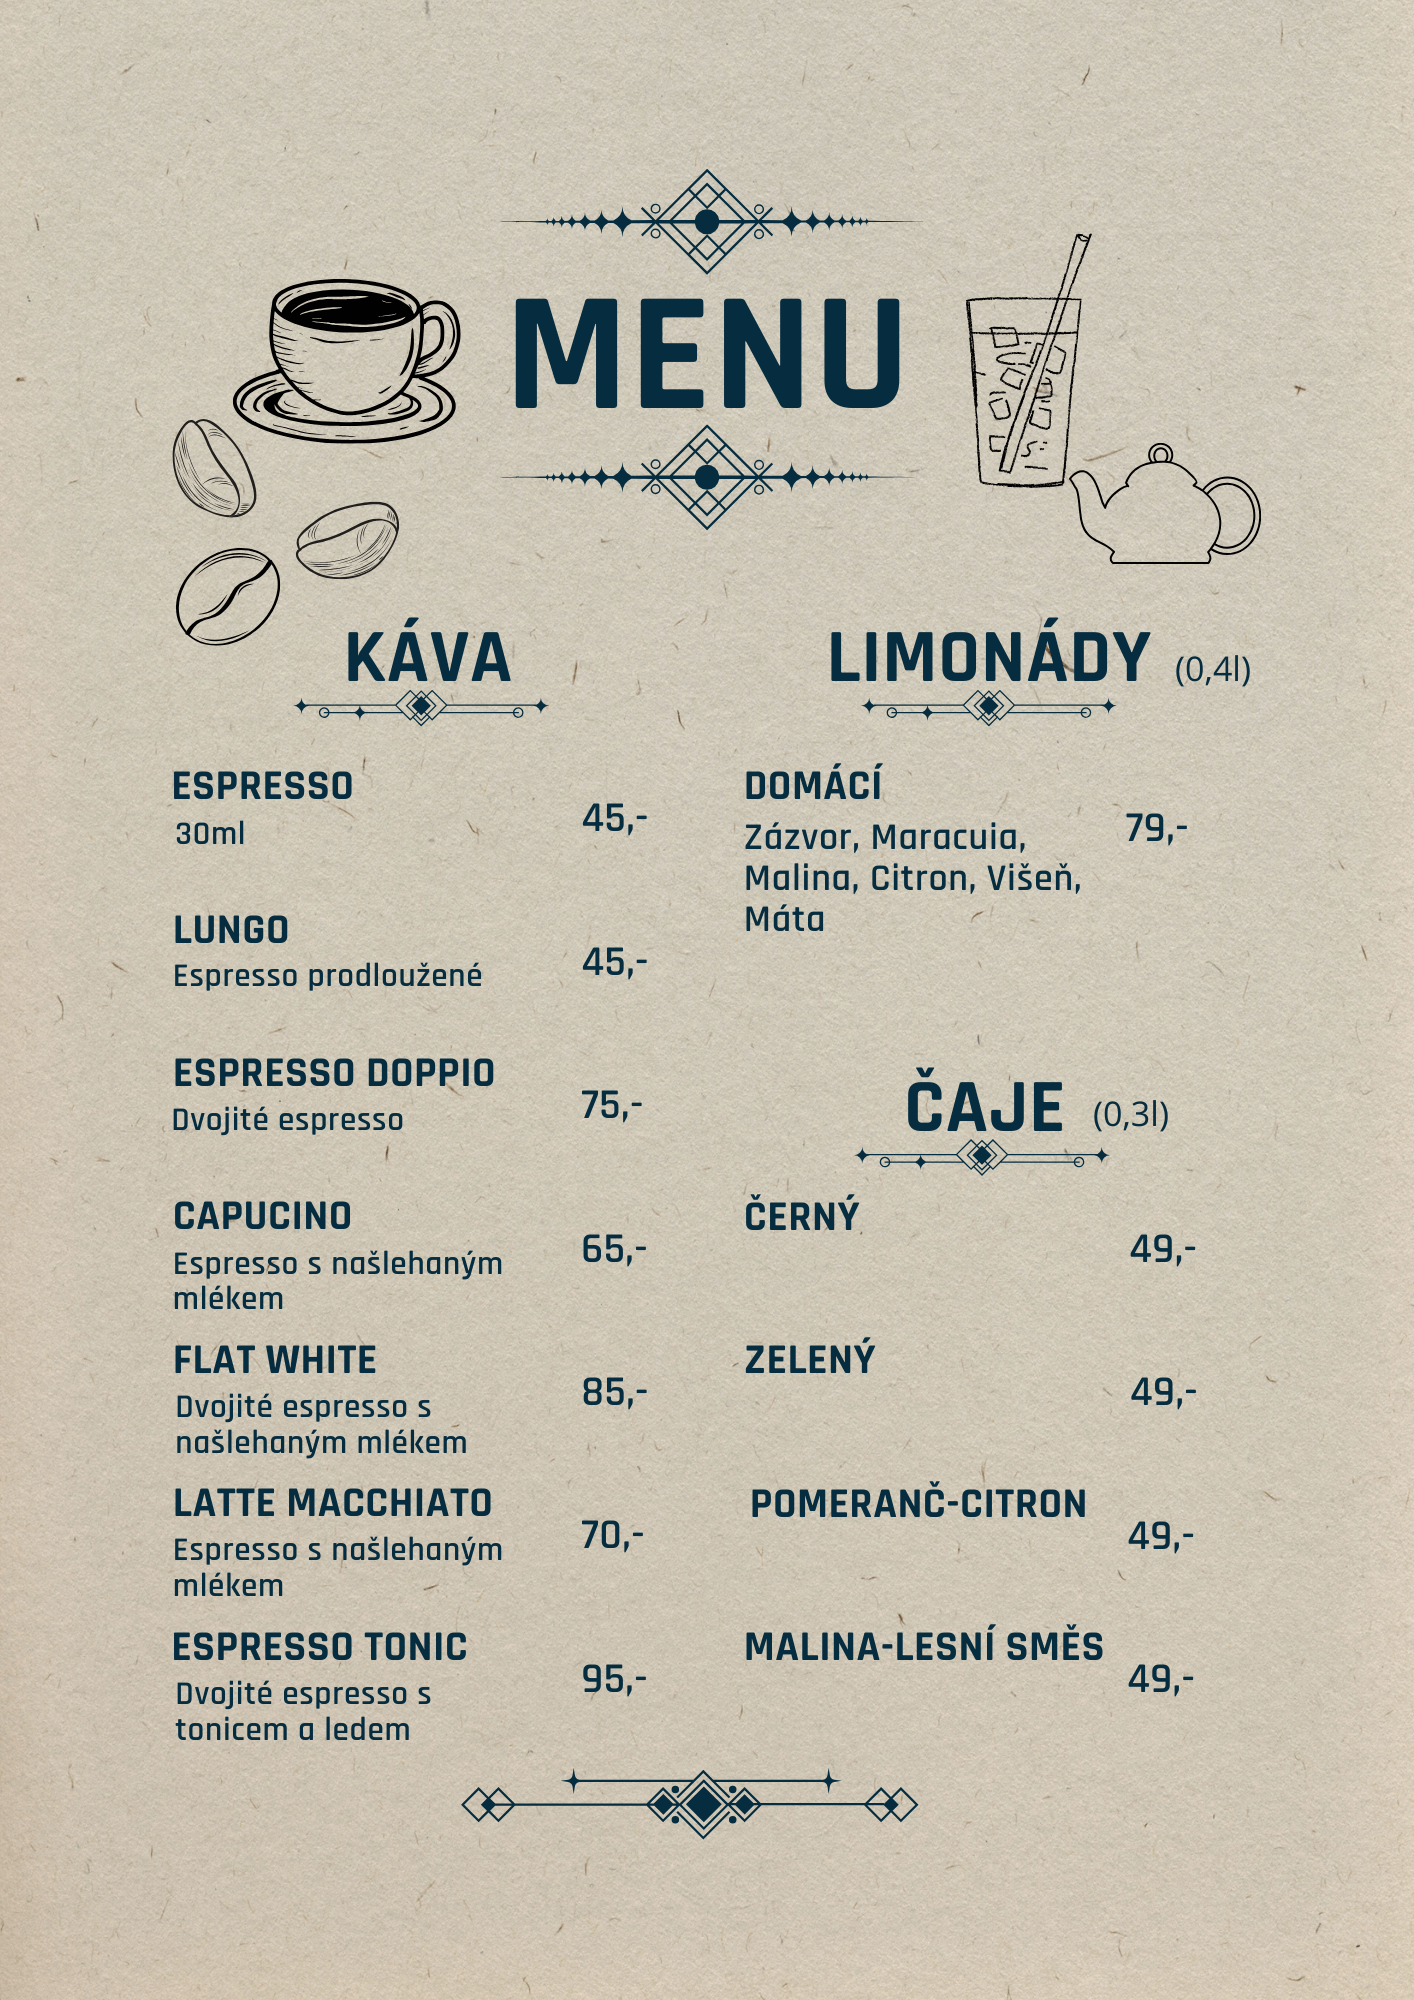 MENU
KÁVA
ESPRESSO
30ml
45,-
LUNGO
Espresso prodloužené
45,-
ESPRESSO DOPPIO
Dvojité espresso
75,-
CAPUCINO
Espresso s našlehaným
mlékem
65,-
FLAT WHITE
Dvojité espresso s
našlehaným mlékem
85,-
LATTE MACCHIATO
Espresso s našlehaným
mlékem
70,-
ESPRESSO TONIC
Dvojité espresso s
tonicem a ledem
95,-
LIMONÁDY (0,4l)
DOMÁCÍ
Zázvor, Maracuia,
Malina, Citron, Višeň,
Máta
79,-
ČAJE (0,3l)
ČERNÝ
49,-
ZELENÝ
49,-
POMERANČ-CITRON
49,-
MALINA-LESNÍ SMĚS
49,-